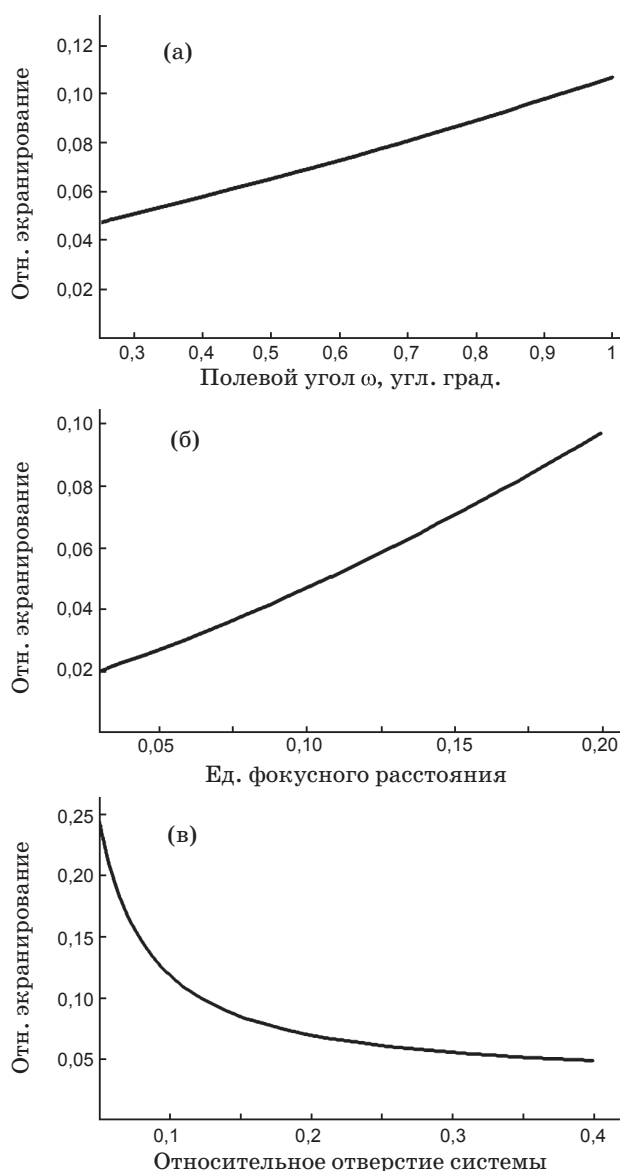 (а)
Отн. экранирование
0,12
0,10
0,08
0,06
0,04
0,02
0,3 0,4 0,5 0,6 0,7 0,8 0,9 1
Полевой угол ω, угл. град.
(б)
Отн. экранирование
0,10
0,08
0,06
0,04
0,02
0,05 0,10 0,15 0,20
Ед. фокусного расстояния
(в)
Отн. экранирование
0,25
0,20
0,15
0,10
0,05
0,1 0,2 0,3 0,4
Относительное отверстие системы